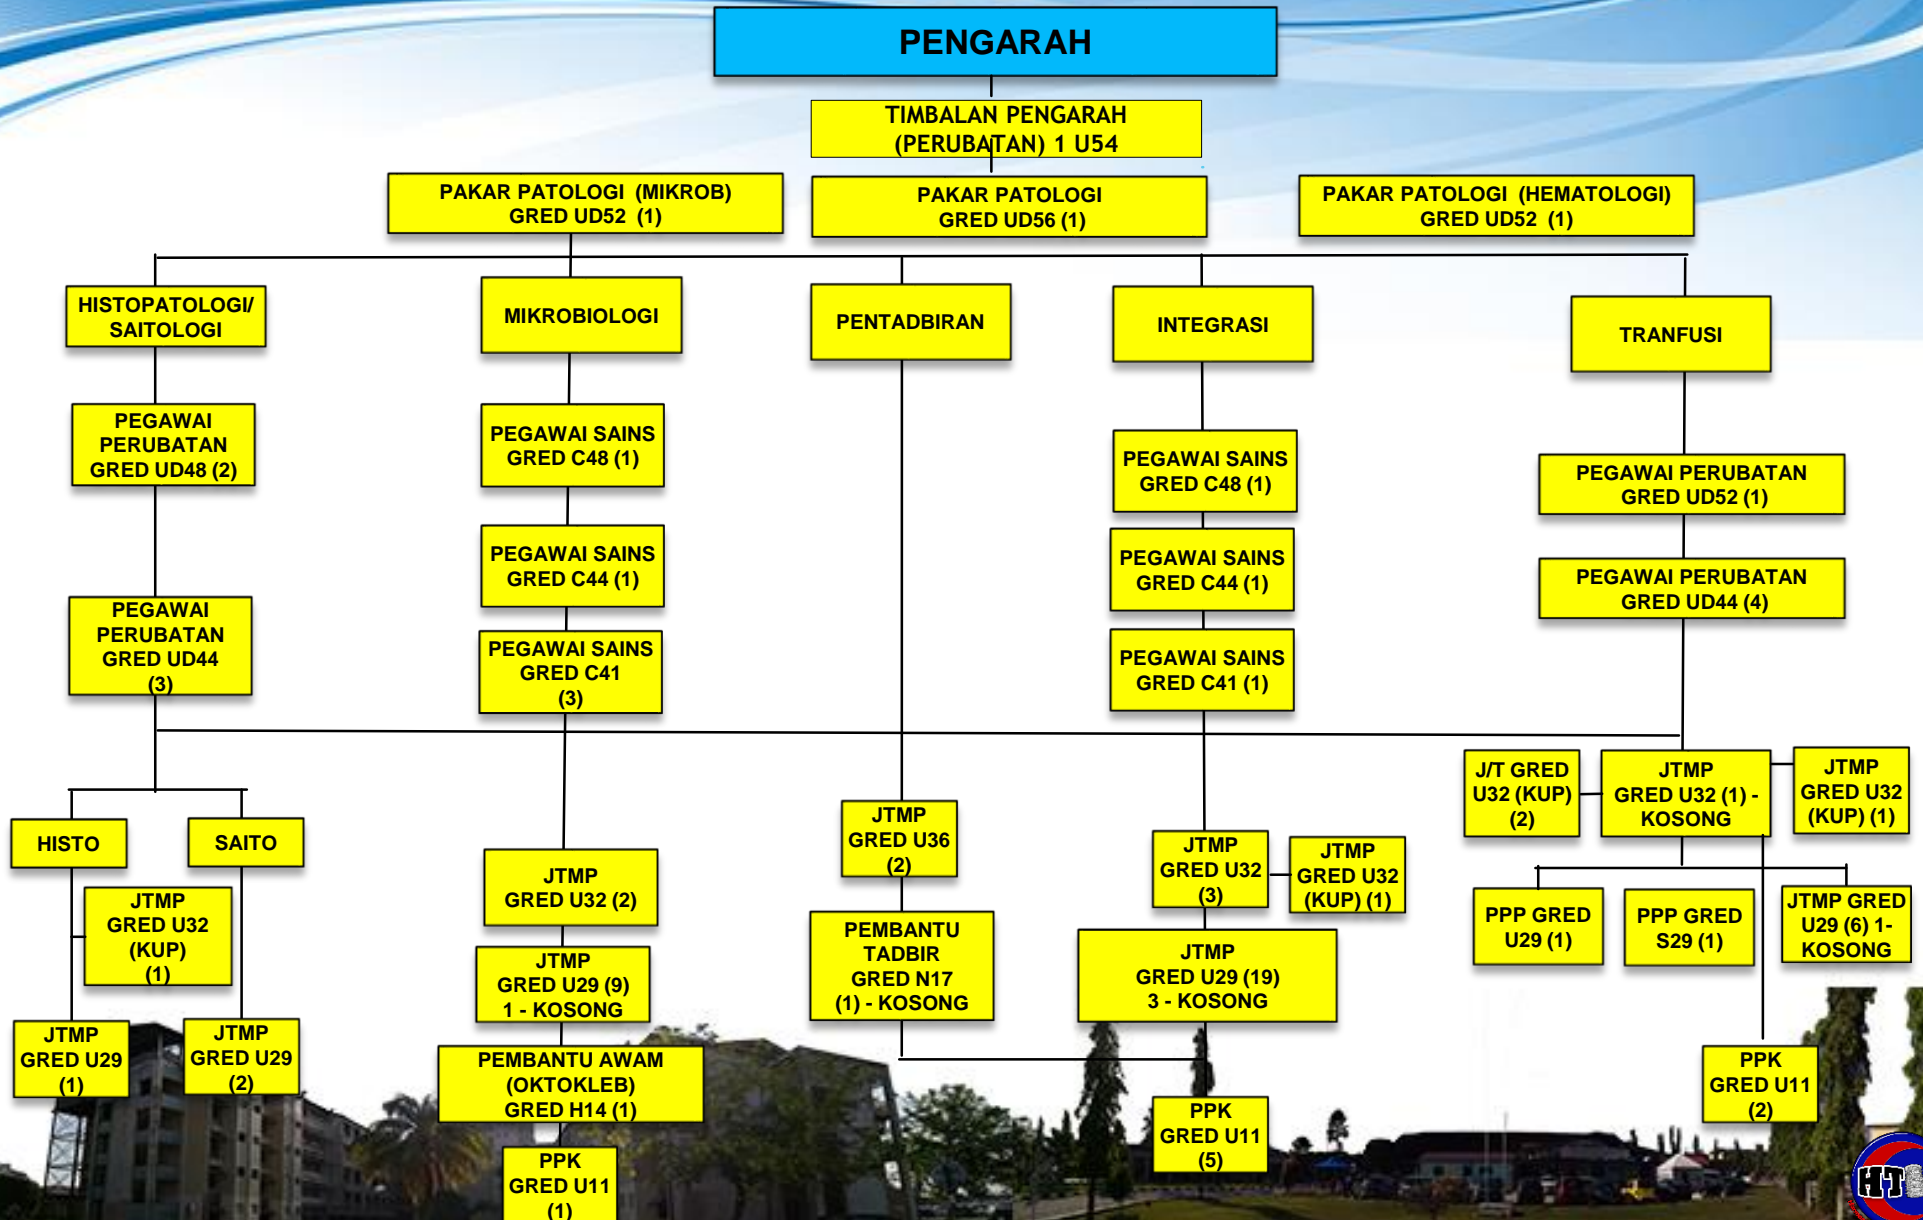 PENGARAH
TIMBALAN PENGARAH
(PERUBATAN) 1 U54
PAKAR PATOLOGI (MIKROB)
GRED UD52 (1)
PAKAR PATOLOGI
GRED UD56 (1)
PAKAR PATOLOGI (HEMATOLOGI)
GRED UD52 (1)
HISTOPATOLOGI/
SAITOLOGI
MIKROBIOLOGI
PENTADBIRAN
INTEGRASI
TRANFUSI
PEGAWAI
PERUBATAN
GRED UD48 (2)
PEGAWAI SAINS
GRED C48 (1)
PEGAWAI SAINS
GRED C48 (1)
PEGAWAI PERUBATAN
GRED UD52 (1)
PEGAWAI SAINS
GRED C44 (1)
PEGAWAI SAINS
GRED C44 (1)
PEGAWAI PERUBATAN
GRED UD44 (4)
PEGAWAI
PERUBATAN
GRED UD44
(3)
PEGAWAI SAINS
GRED C41
(3)
PEGAWAI SAINS
GRED C41 (1)
J/T GRED
U32 (KUP)
(2)
JTMP
GRED U32 (1) -
KOSONG
JTMP
GRED U32
(KUP) (1)
HISTO
SAITO
JTMP
GRED U36
(2)
JTMP
GRED U32
(3)
JTMP
GRED U32
(KUP) (1)
JTMP
GRED U32 (2)
JTMP
GRED U32
(KUP)
(1)
PEMBANTU
TADBIR
GRED N17
(1) - KOSONG
PPP GRED
U29 (1)
PPP GRED
S29 (1)
JTMP GRED
U29 (6) 1-
KOSONG
JTMP
GRED U29 (9)
1 - KOSONG
JTMP
GRED U29 (19)
3 - KOSONG
JTMP
GRED U29
(1)
JTMP
GRED U29
(2)
PEMBANTU AWAM
(OKTOKLEB)
GRED H14 (1)
PPK
GRED U11
(2)
PPK
GRED U11
(5)
PPK
GRED U11
(1)